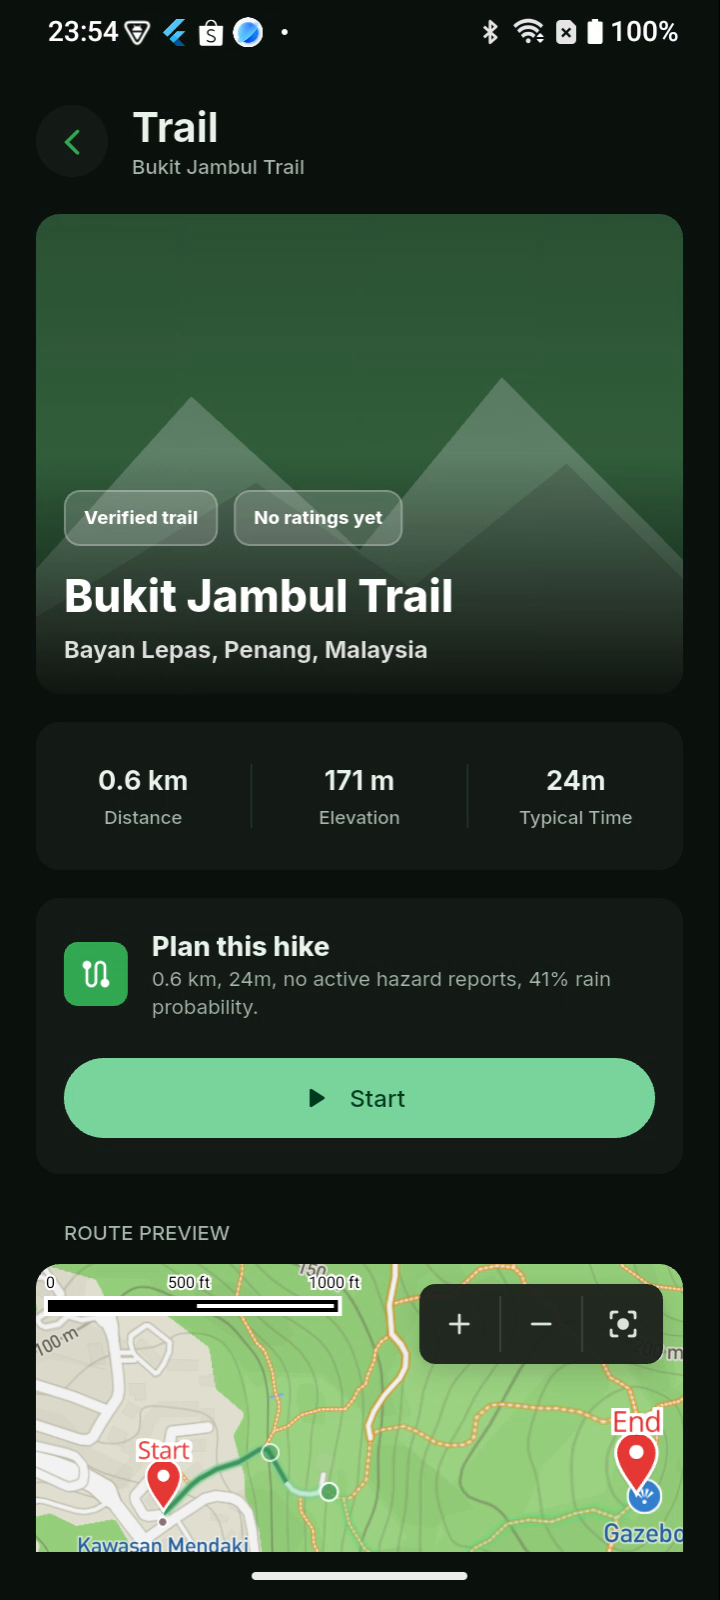 23:54
100%
Trail
Bukit Jambul Trail
Verified trail
No ratings yet
Bukit Jambul Trail
Bayan Lepas, Penang, Malaysia
0.6 km
171 m
24m
Distance
Elevation
Typical Time
Plan this hike
0.6 km, 24m, no active hazard reports, 41% rain
probability.
Start
ROUTE PREVIEW
0
500 ft
1000 ft
150
100 m
m
Start
End
Kawasan Mendaki
Gazebo